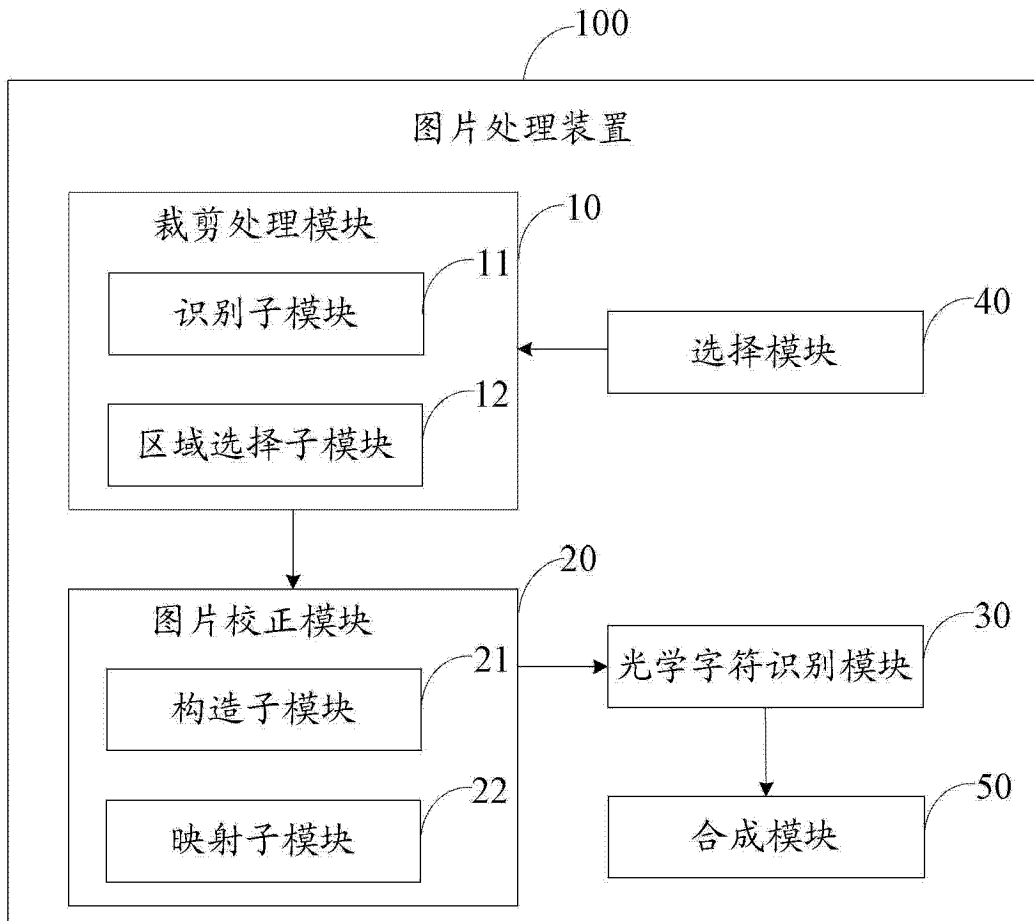 100
图片处理装置
裁剪处理模块
10
11
识别子模块
40
选择模块
12
区域选择子模块
20
图片校正模块
30
光学字符识别模块
21
构造子模块
22
映射子模块
50
合成模块